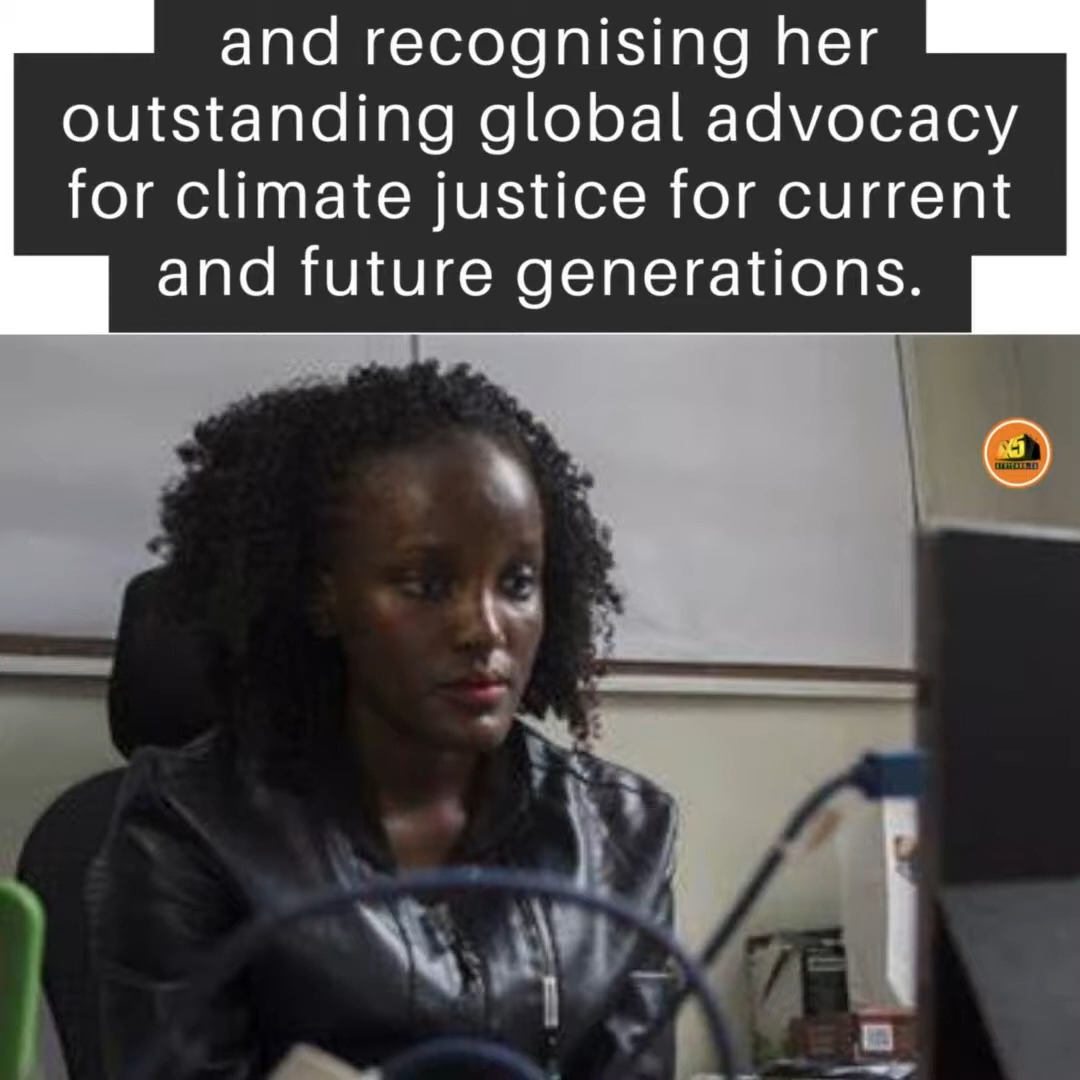 and recognising her
outstanding global advocacy
for climate justice for current
and future generations.